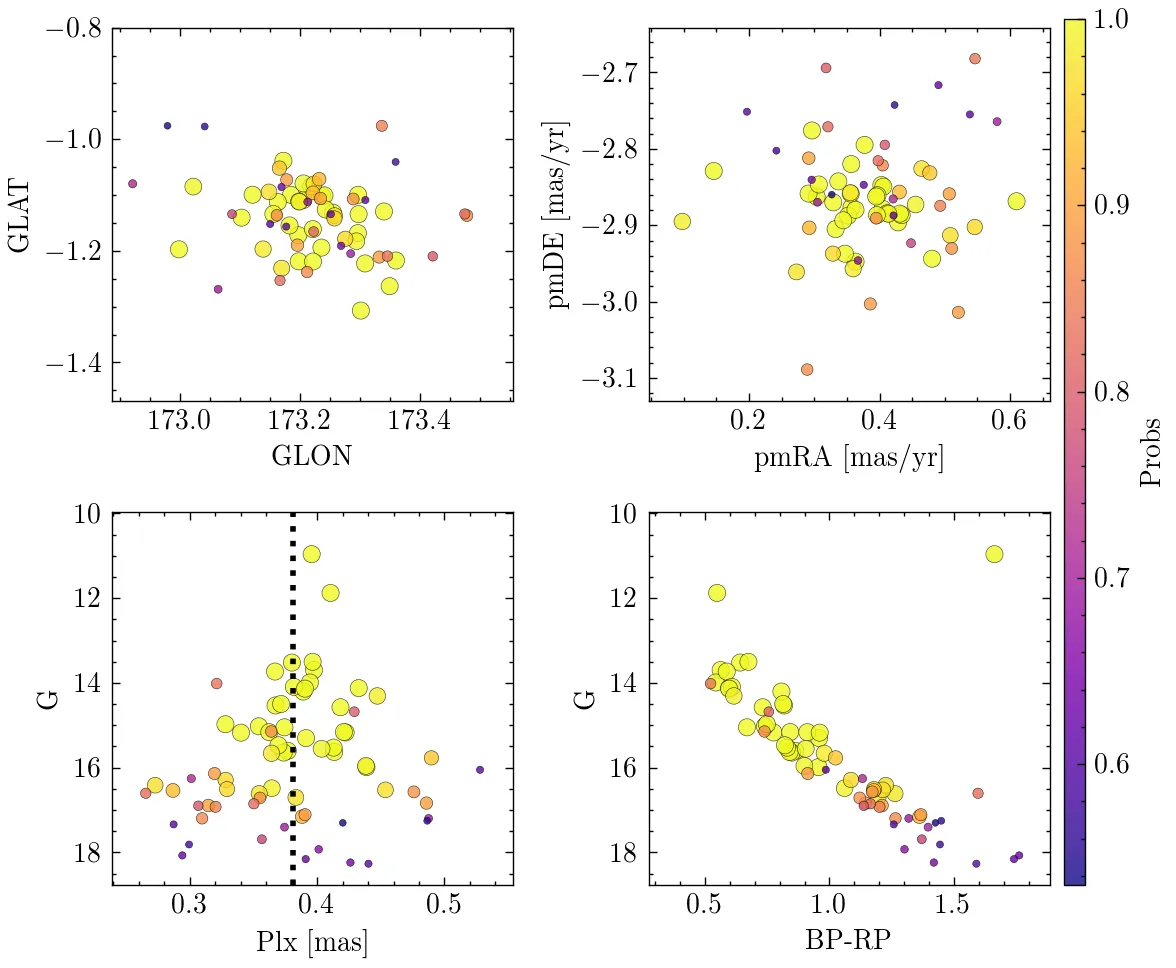 −0.8
−1.0
−1.2
−1.4
GLAT
173.0 173.2 173.4
GLON
−2.7
−2.8
−2.9
−3.0
−3.1
pmDE [mas/yr]
0.2 0.4 0.6
pmRA [mas/yr]
10
12
14
16
18
G
0.3 0.4 0.5
Plx [mas]
10
12
14
16
18
G
0.5 1.0 1.5
BP-RP
1.0
0.9
0.8
0.7
0.6
Probs